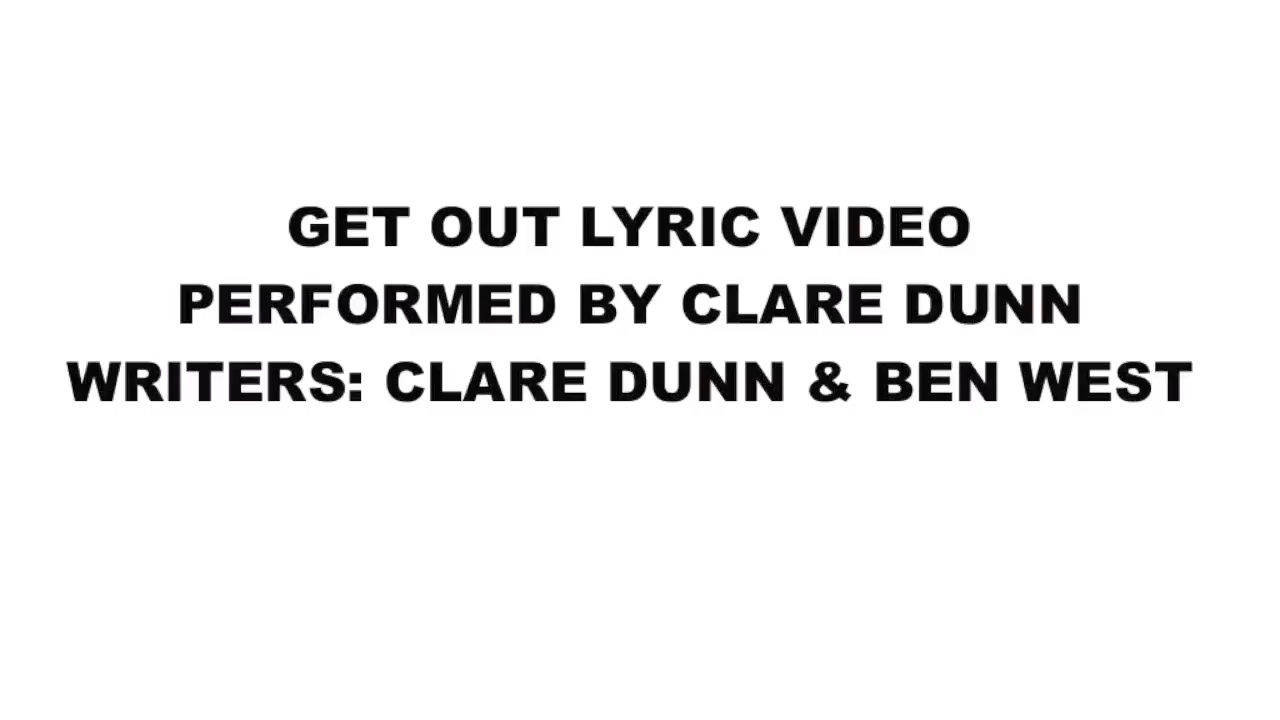 GET OUT LYRIC VIDEO
PERFORMED BY CLARE DUNN
WRITERS: CLARE DUNN & BEN WEST